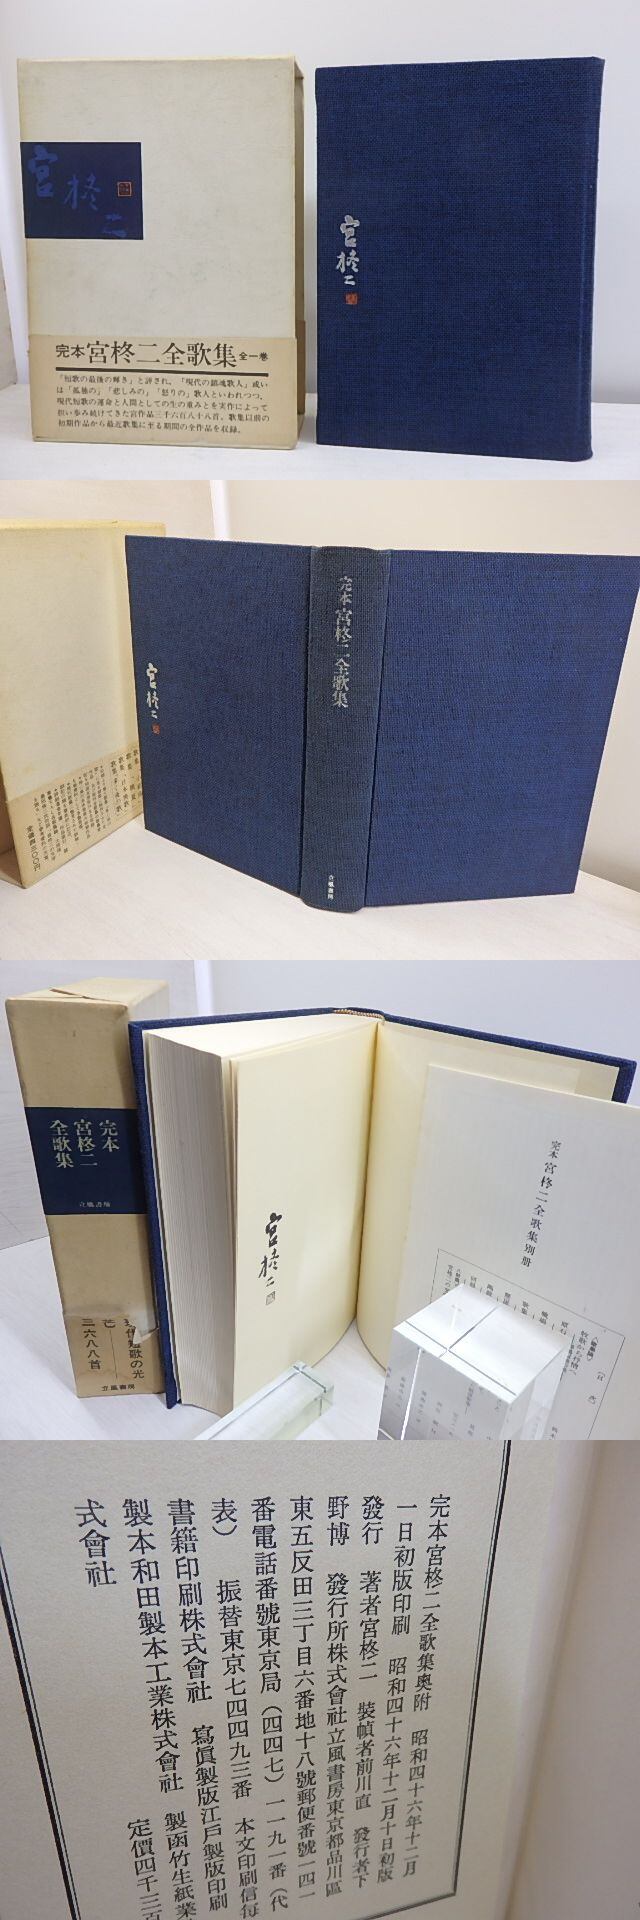 宮柊二
宮柊二
完本 宮柊二全歌集 全一巻
「短歌の最後の輝き」と評され、「現代の鎮魂歌人」或い
は「孤独の」「悲しみの」「怒りの」歌人といわれつつ、
現代短歌の運命と人間としての生の重みとを実作によって
担い歩み続けてきた宮作品三千六百八十八首。歌集以前の
初期作品から最近歌集に至る期間の全作品を収録。
完本 宮柊二全歌集
立風書房
宮柊二
完本
宮柊二
全歌集
立風書房
現代短歌の光
三六八八首
立風書房
宮柊二
完本 宮柊二全歌集別册
完本宮柊二全歌集奥附 昭和四十六年十二月
一日初版印刷 昭和四十六年十二月十日初版
發行 著者宮柊二 裝幀者前川直 發行者下
野博 發行所株式會社立風書房東京都品川區
東五反田三丁目六番地十八號郵便番號一四一
番電話番號東京局(四四七)一一九一番(代
表) 振替東京七四四九三番 本文印刷信每
書籍印刷株式會社 寫眞製版江戸製版印刷
製本和田製本工業株式會社 製函竹生紙業
式會社 定價四千三百